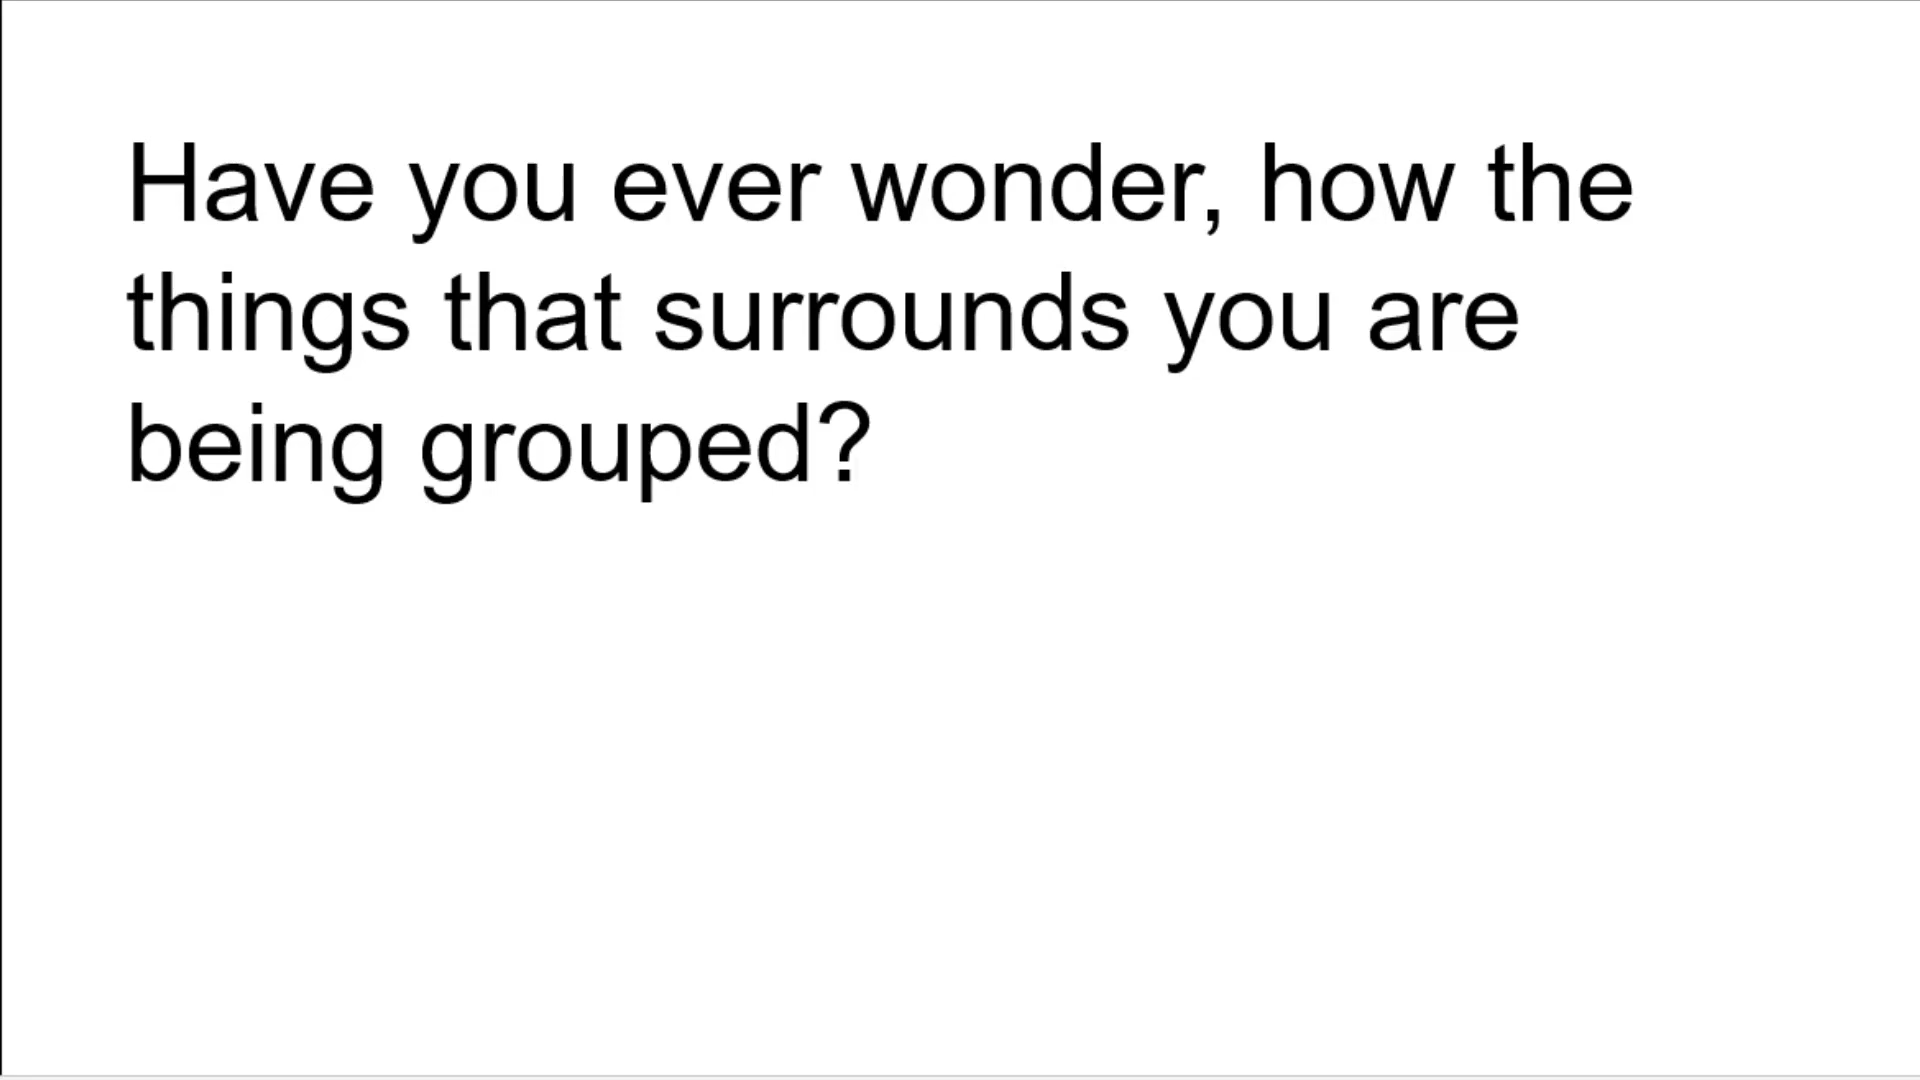 Have you ever wonder, how the
things that surrounds you are
being grouped?